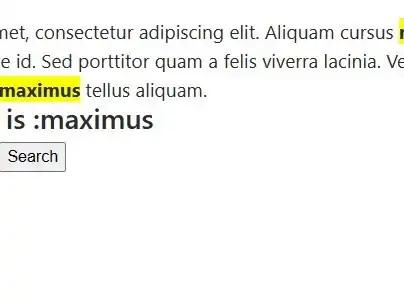 met, consectetur adipiscing elit. Aliquam cursus
e id. Sed porttitor quam a felis viverra lacinia. Ve
maximus tellus aliquam.
is :maximus
Search